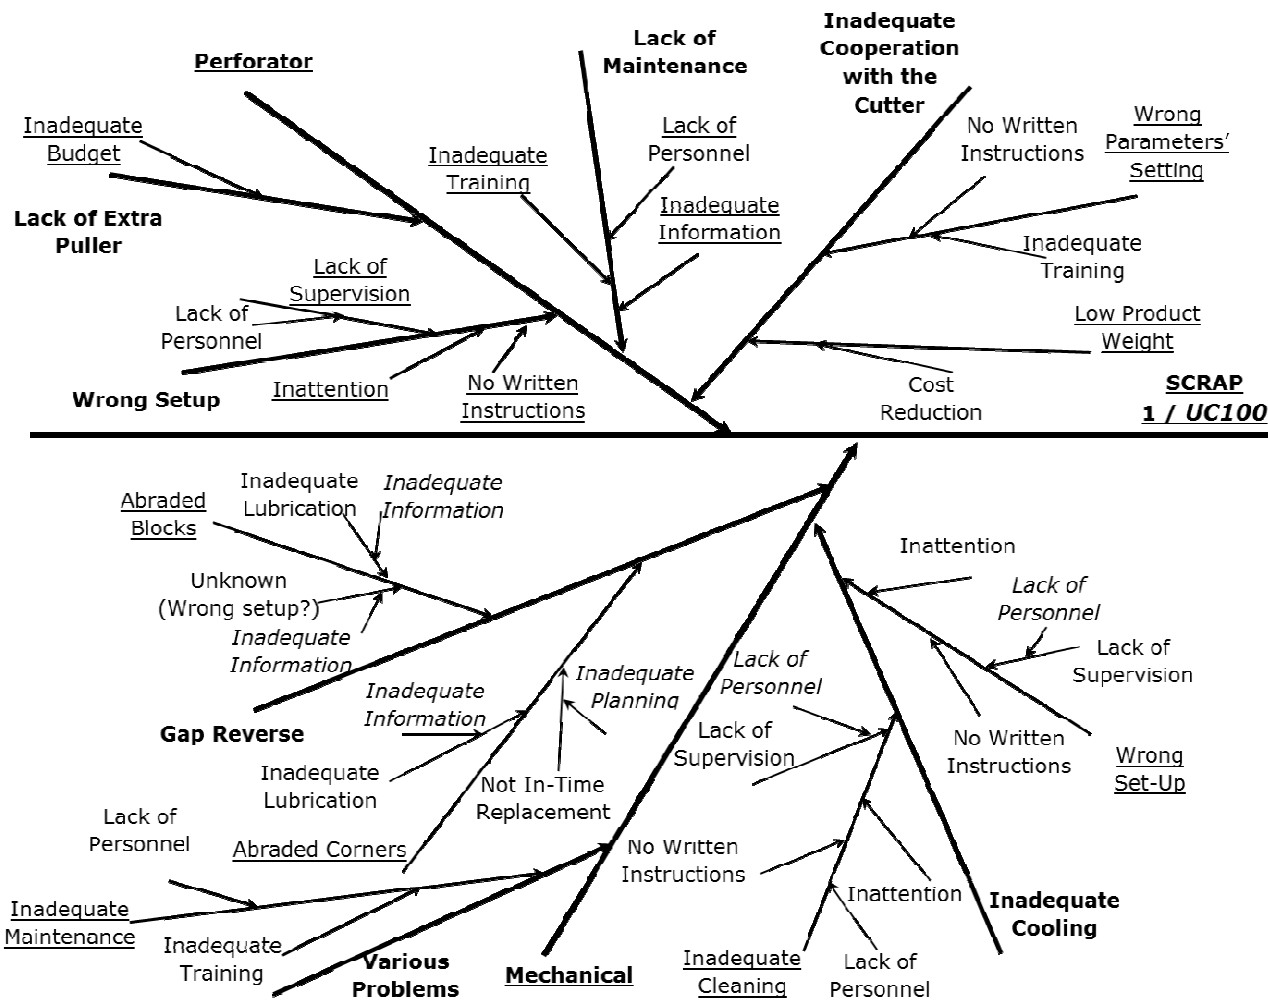 Perforator
Lack of
Maintenance
Inadequate
Cooperation
with the
Cutter
Inadequate
Budget
Lack of Extra
Puller
Inadequate
Training
Lack of
Personnel
Inadequate
Information
No Written
Instructions
Wrong
Parameters’
Setting
Inadequate
Training
Lack of
Supervision
Lack of
Personnel
Wrong Setup
Inattention
No Written
Instructions
Low Product
Weight
Cost
Reduction
SCRAP
1 / UC100
Abraded
Blocks
Inadequate
Lubrication
Inadequate
Information
Unknown
(Wrong setup?)
Inadequate
Information
Gap Reverse
Inadequate
Information
Inadequate
Lubrication
Inadequate
Planning
Not In-Time
Replacement
Abraded Corners
Lack of
Personnel
Inadequate
Maintenance
Inadequate
Training
Various
Problems
Mechanical
Inattention
Lack of
Personnel
Lack of
Supervision
No Written
Instructions
Wrong
Set-Up
Lack of
Personnel
Lack of
Supervision
No Written
Instructions
Inattention
Inadequate
Cleaning
Lack of
Personnel
Inadequate
Cooling